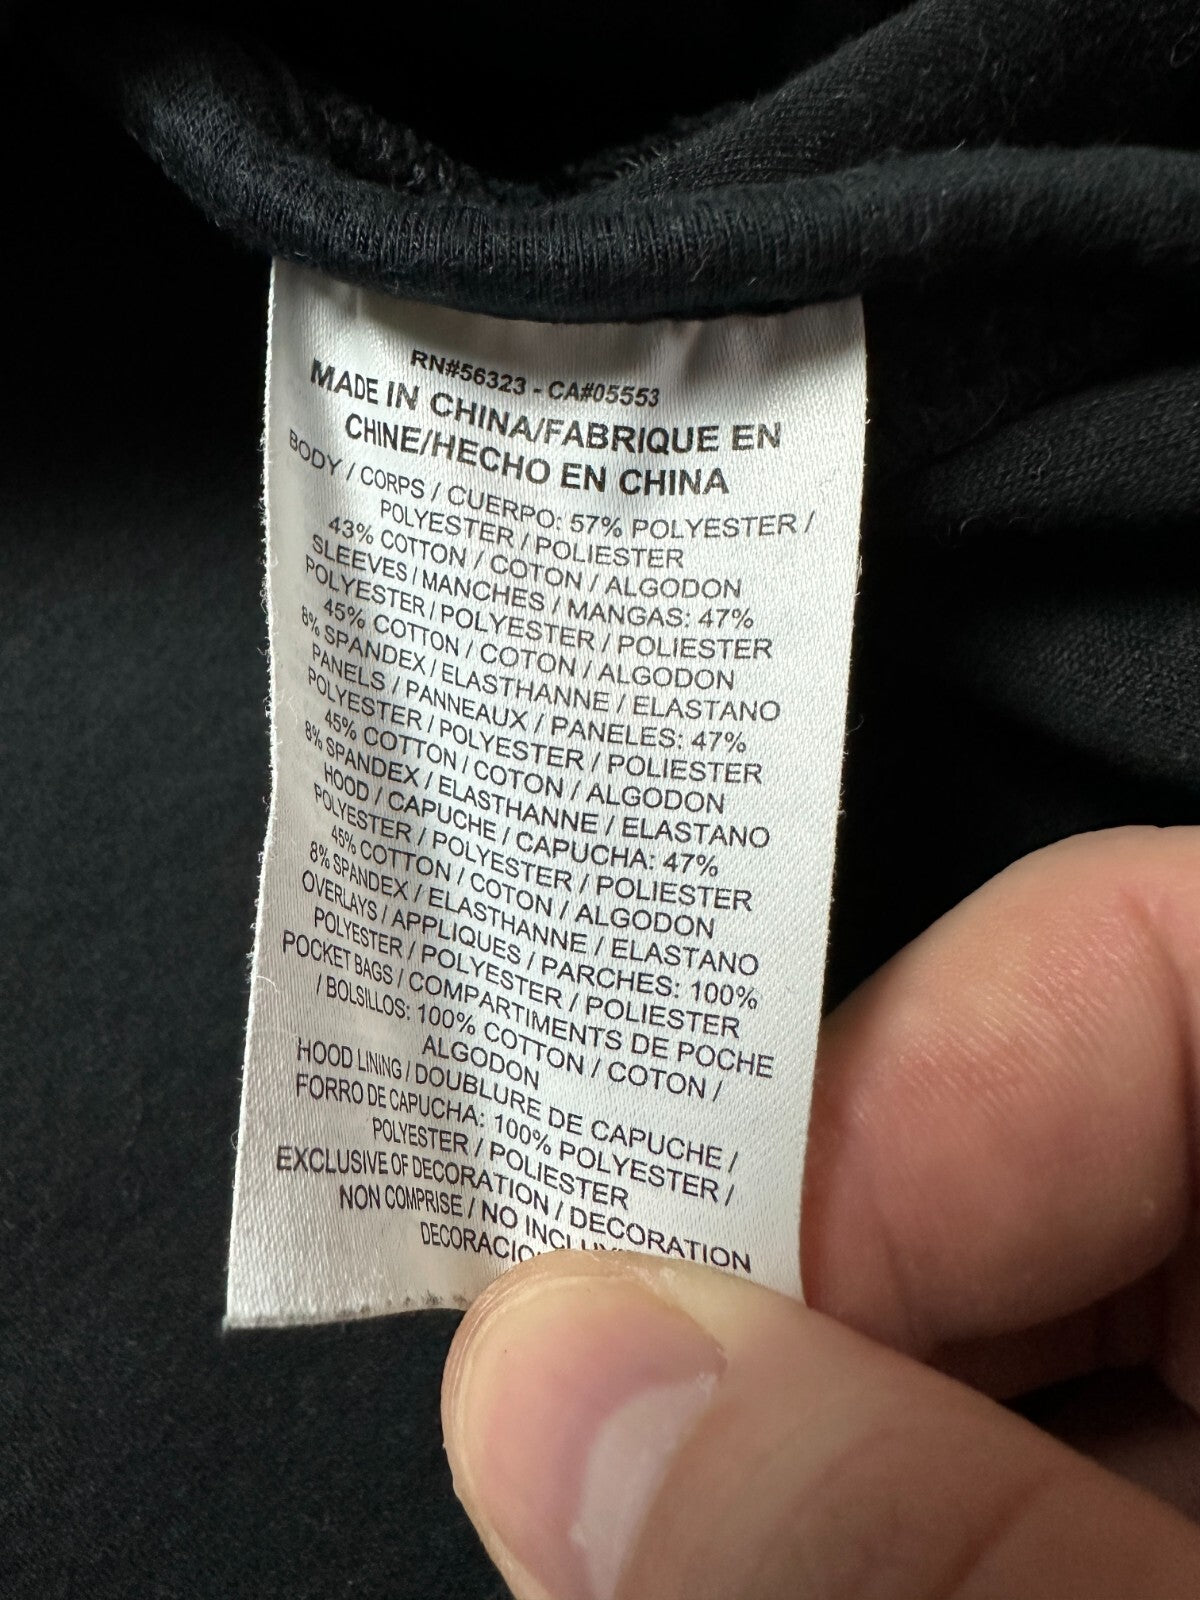 RN#56323 - CA#05553
MADE IN CHINA/FABRIQUE EN
CHINE/HECHO EN CHINA
BODY / CORPS / CUERPO: 57% POLYESTER /
POLYESTER / POLIESTER
43% COTTON / COTON / ALGODON
SLEEVES / MANCHES / MANGAS: 47%
POLYESTER / POLYESTER / POLIESTER
45% COTTON / COTON / ALGODON
8% SPANDEX / ELASTHANNE / ELASTANO
PANELS / PANNEAUX / PANELES: 47%
POLYESTER / POLYESTER / POLIESTER
45% COTTON / COTON / ALGODON
8% SPANDEX / ELASTHANNE / ELASTANO
HOOD / CAPUCHE / CAPUCHA: 47%
POLYESTER / POLYESTER / POLIESTER
45% COTTON / COTON / ALGODON
8% SPANDEX / ELASTHANNE / ELASTANO
OVERLAYS / APPLIQUES / PARCHES: 100%
POLYESTER / POLYESTER / POLIESTER
POCKET BAGS / COMPARTIMENTS DE POCHE
/ BOLSILLOS: 100% COTTON / COTON /
ALGODON
HOOD LINING / DOUBLURE DE CAPUCHE /
FORRO DE CAPUCHA: 100% POLYESTER /
POLYESTER / POLIESTER
EXCLUSIVE OF DECORATION / DECORATION
NON COMPRISE / NO